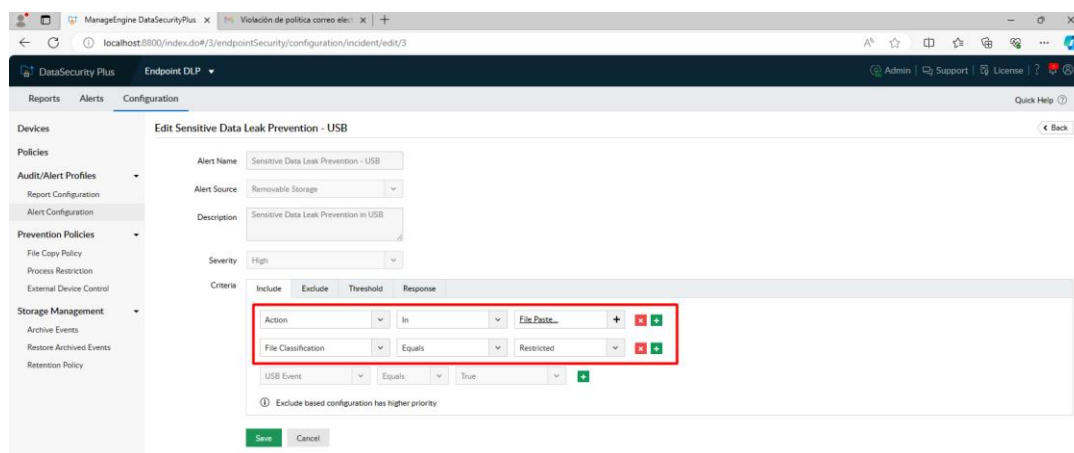 ManageEngine DataSecurityPlus
Violación de política correo elec
localhost:8800/index.do#/3/endpointSecurity/configuration/incident/edit/3
DataSecurity Plus
Endpoint DLP
Admin | Support | License | ?
Reports Alerts Configuration
Quick Help
Devices
Edit Sensitive Data Leak Prevention - USB
Back
Policies
Alert Name Sensitive Data Leak Prevention - USB
Audit/Alert Profiles
Report Configuration
Alert Source Removable Storage
Alert Configuration
Description Sensitive Data Leak Prevention in USB
Prevention Policies
File Copy Policy
Severity High
Process Restriction
External Device Control
Criteria Include Exclude Threshold Response
Storage Management
Action In File Paste...
Archive Events
Restore Archived Events
File Classification Equals Restricted
Retention Policy
USB Event Equals True
Exclude based configuration has higher priority
Save Cancel